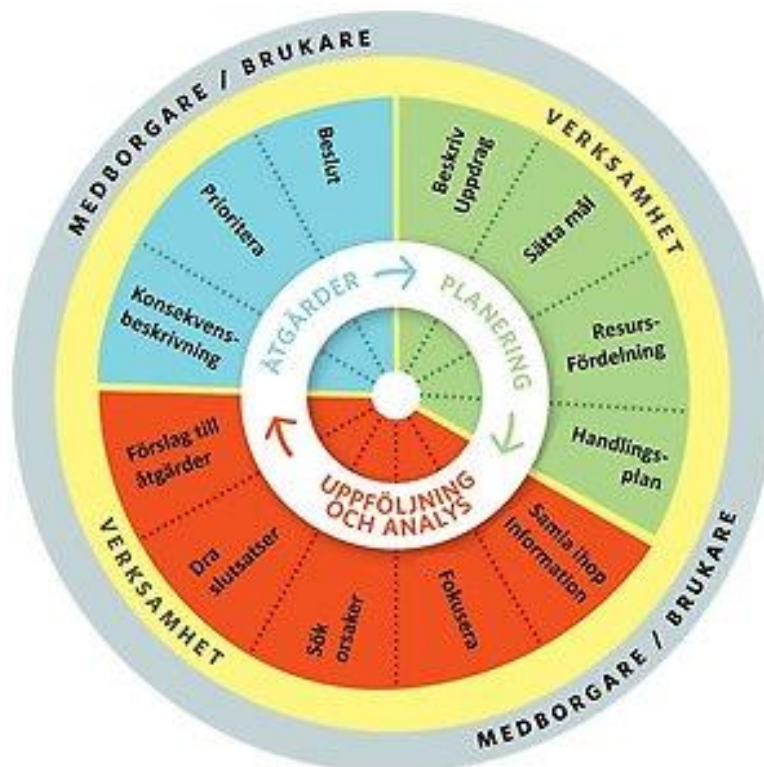 MEDBORGARE / BRUKARE
VERKSAMHET
Beslut
Prioritera
Konsekvens-
beskrivning
Beskriv
Uppdrag
Sätta mål
Resurs-
Fördelning
Handlings-
plan
ÅTGÄRDER
PLANERING
UPPFÖLJNING
OCH ANALYS
Samla ihop
Information
Fokusera
Sök
orsaker
Dra
slutsatser
Förslag till
åtgärder
VERKSAMHET
MEDBORGARE / BRUKARE